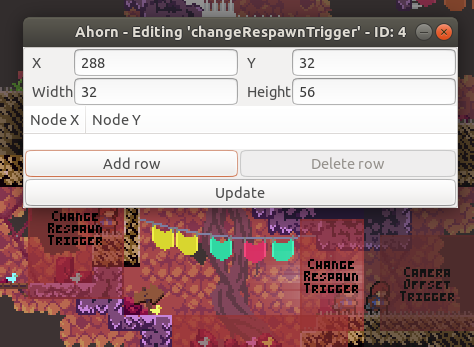 Ahorn - Editing 'changeRespawnTrigger' - ID: 4
X 288 Y 32
Width 32 Height 56
Node X Node Y
Add row Delete row
Update
CHANGE
RESPAWN
TRIGGER
CHANGE
RESPAWN
TRIGGER
CAMERA
OFFSET
TRIGGER